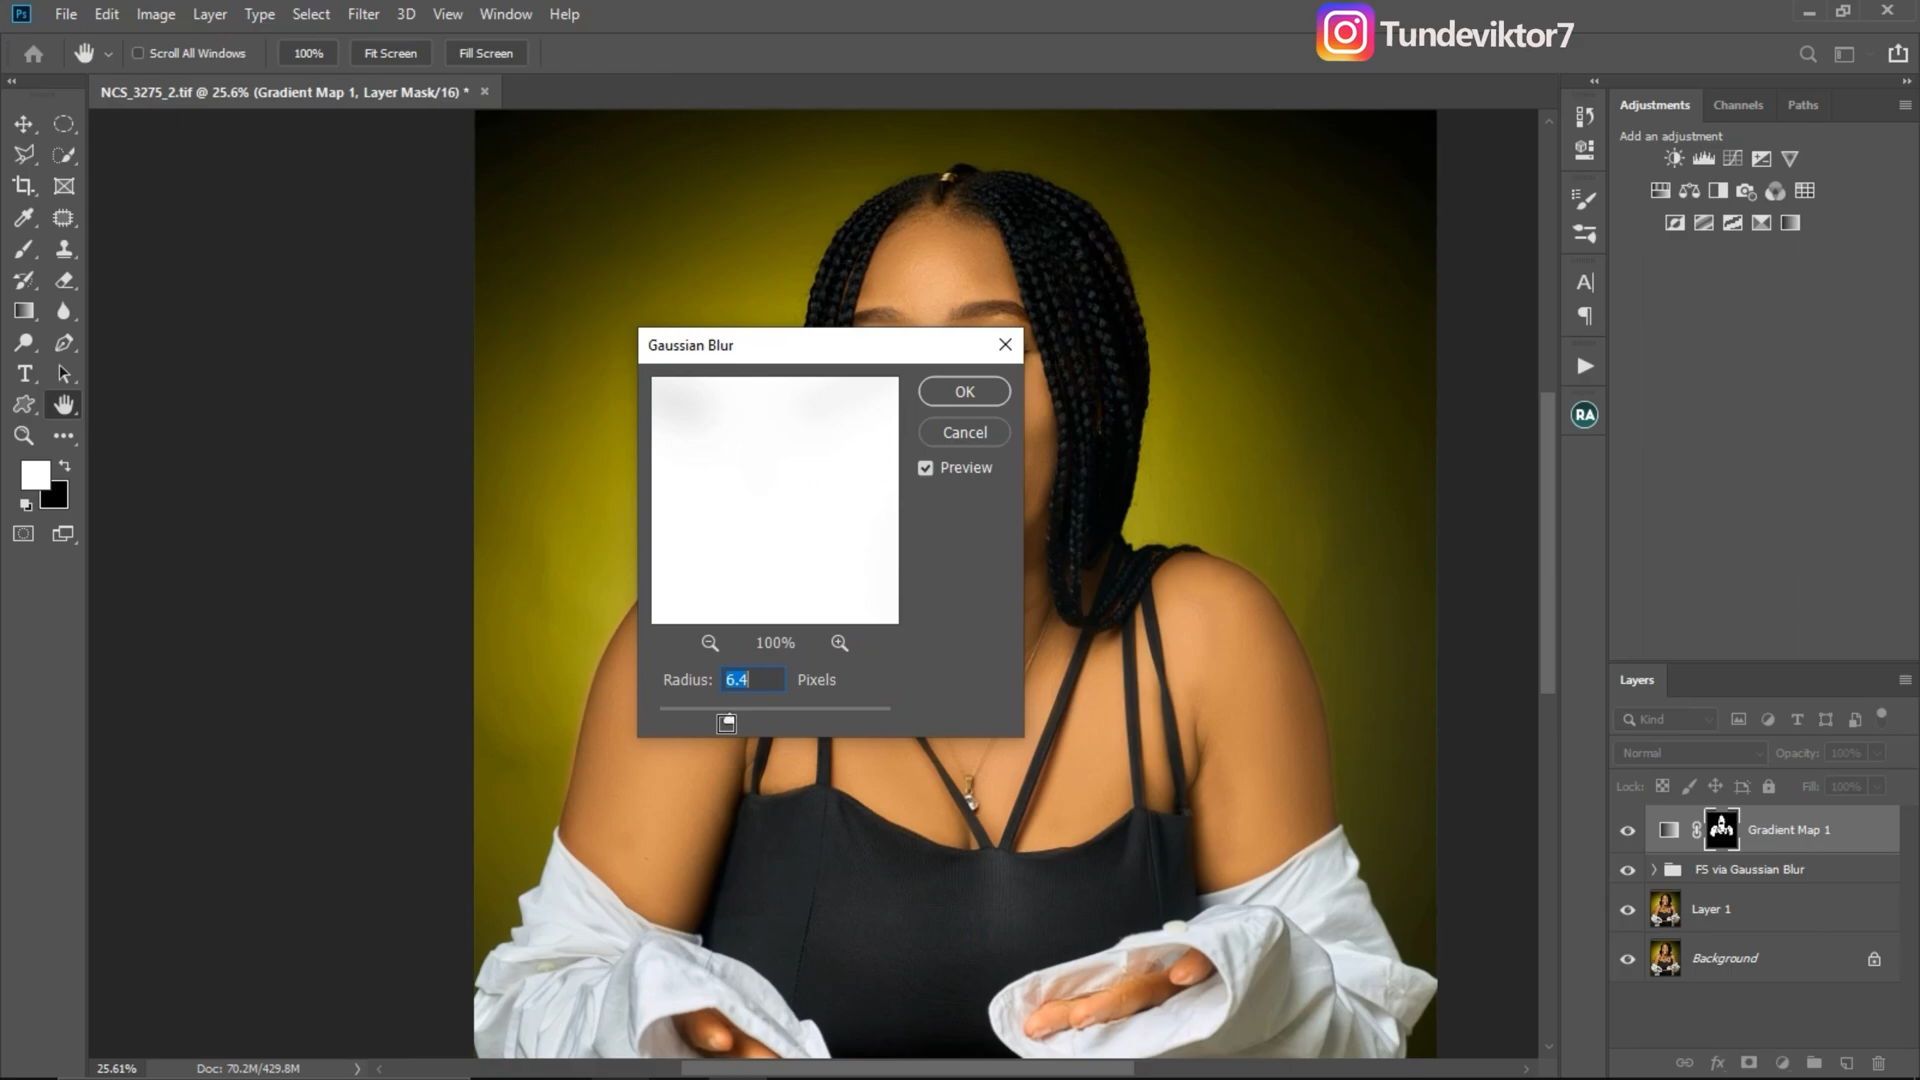 Ps File Edit Image Layer Type Select Filter 3D View Window Help
Tundeviktor7
Scroll All Windows 100% Fit Screen Fill Screen
NCS_3275_2.tif @ 25.6% (Gradient Map 1, Layer Mask/16) *
Adjustments Channels Paths
Add an adjustment
Gaussian Blur
OK
Cancel
Preview
100%
Radius: 6.4 Pixels
RA
Layers
Kind
Normal Opacity: 100%
Lock: Fill: 100%
Gradient Map 1
FS via Gaussian Blur
Layer 1
Background
25.61% Doc: 70.2M/429.8M